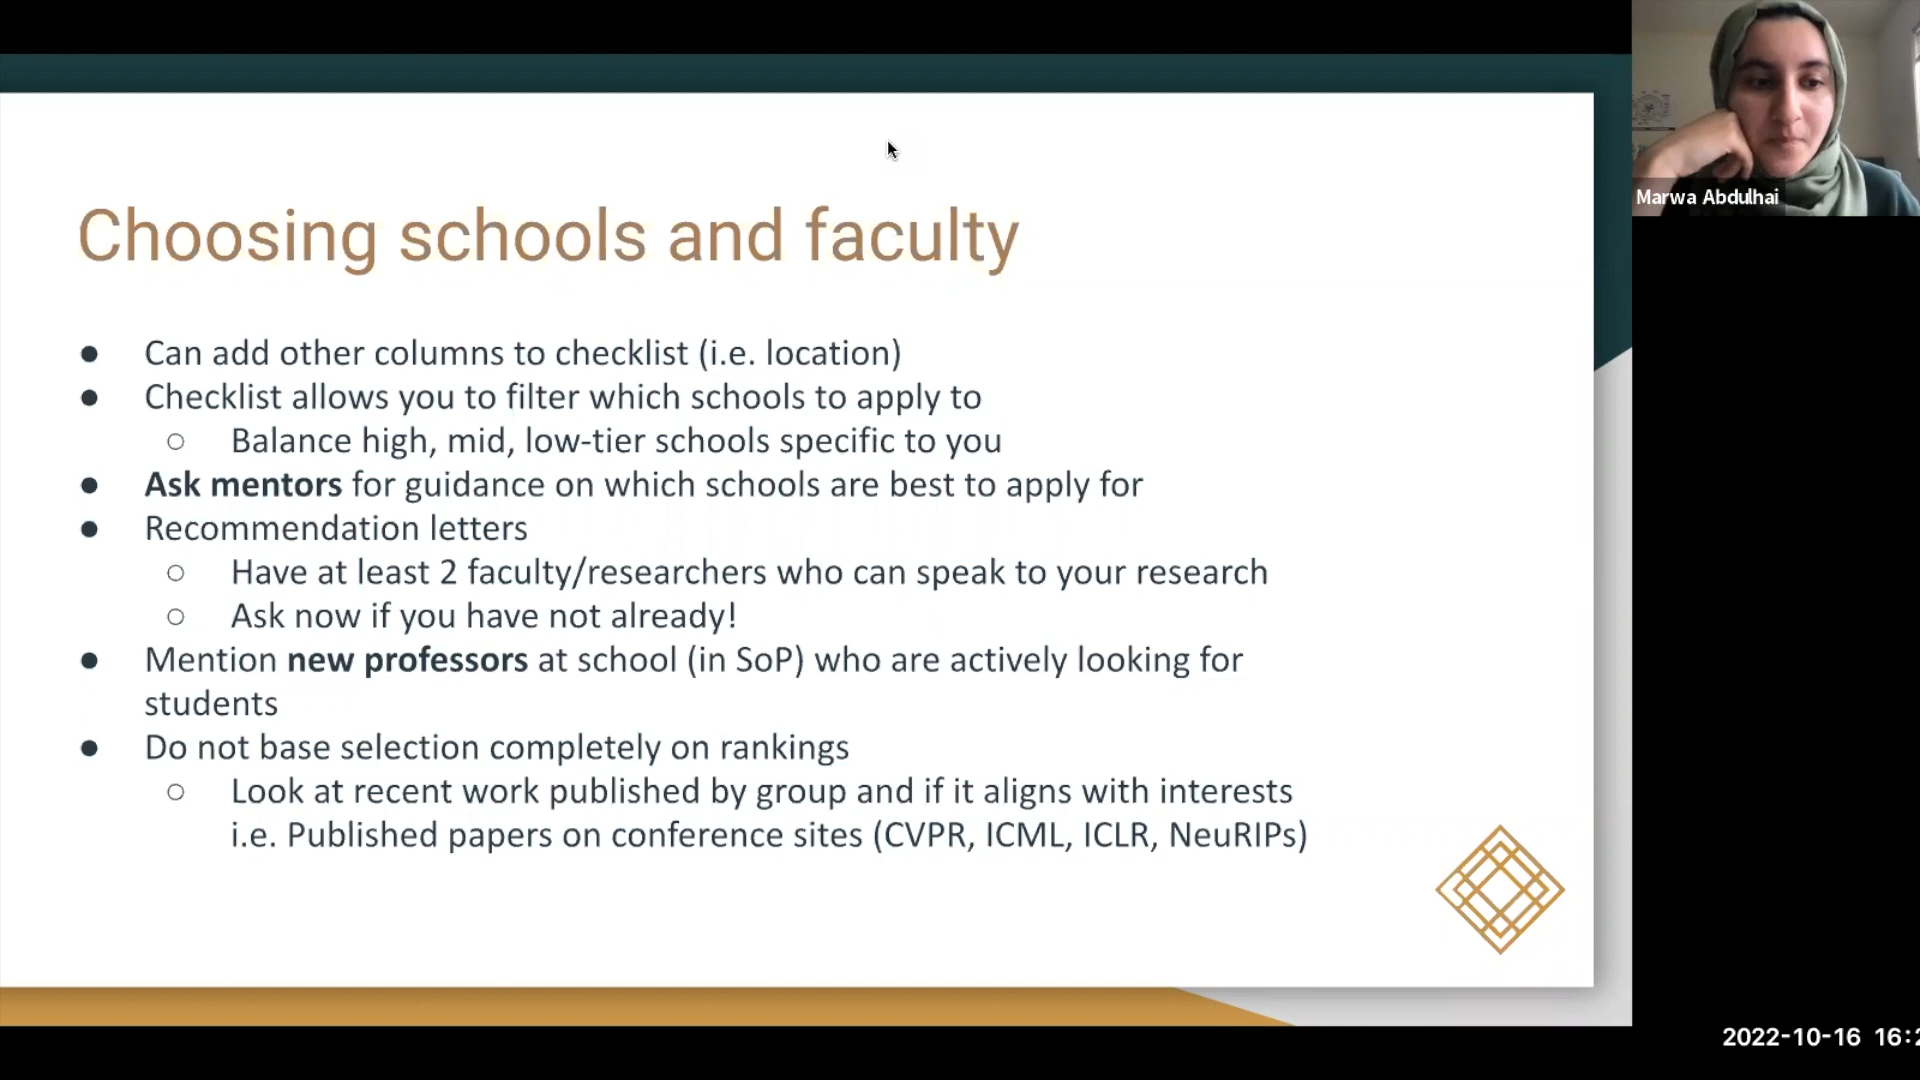 Choosing schools and faculty
● Can add other columns to checklist (i.e. location)
● Checklist allows you to filter which schools to apply to
○ Balance high, mid, low-tier schools specific to you
● Ask mentors for guidance on which schools are best to apply for
● Recommendation letters
○ Have at least 2 faculty/researchers who can speak to your research
○ Ask now if you have not already!
● Mention new professors at school (in SoP) who are actively looking for
students
● Do not base selection completely on rankings
○ Look at recent work published by group and if it aligns with interests
i.e. Published papers on conference sites (CVPR, ICML, ICLR, NeuRIPs)
Marwa Abdulhai
2022-10-16 16:2